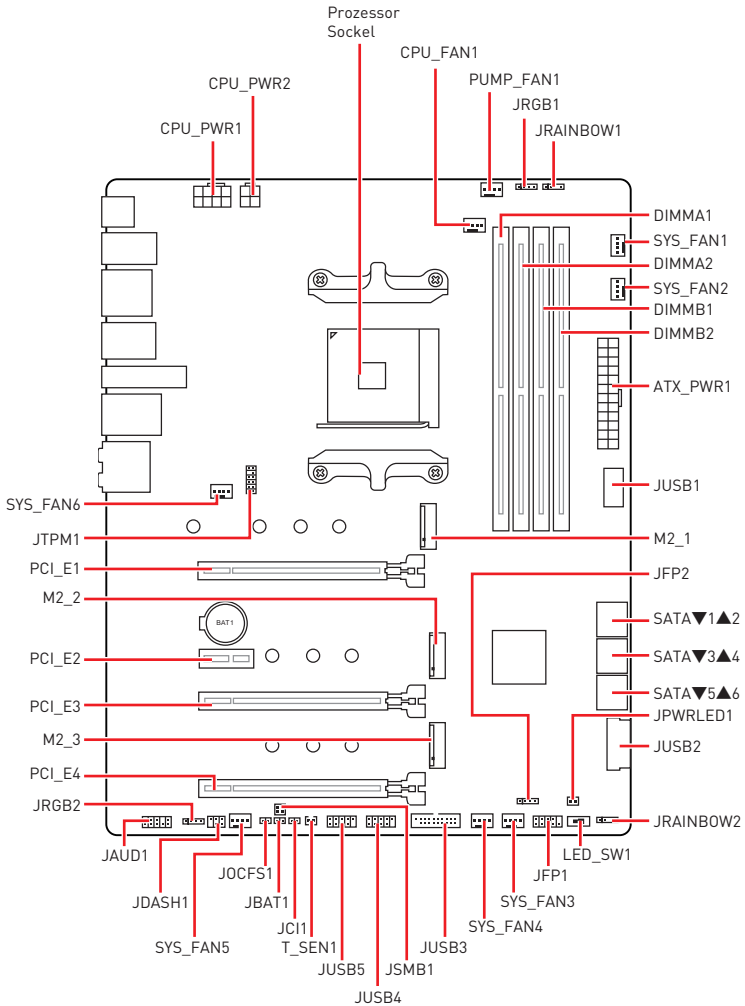 Prozessor
Sockel
CPU_FAN1
PUMP_FAN1
CPU_PWR2
JRGB1
CPU_PWR1
JRAINBOW1
DIMMA1
SYS_FAN1
DIMMA2
SYS_FAN2
DIMMB1
DIMMB2
ATX_PWR1
JUSB1
SYS_FAN6
JTPM1
M2_1
PCI_E1
JFP2
M2_2
BAT1
SATA▼1▲2
PCI_E2
SATA▼3▲4
SATA▼5▲6
PCI_E3
JPWRLED1
M2_3
JUSB2
PCI_E4
JRGB2
JRAINBOW2
JAUD1
JOCFS1
LED_SW1
JDASH1
JBAT1
JFP1
JCI1
SYS_FAN3
SYS_FAN5
T_SEN1
JSMB1
JUSB3
SYS_FAN4
JUSB5
JUSB4